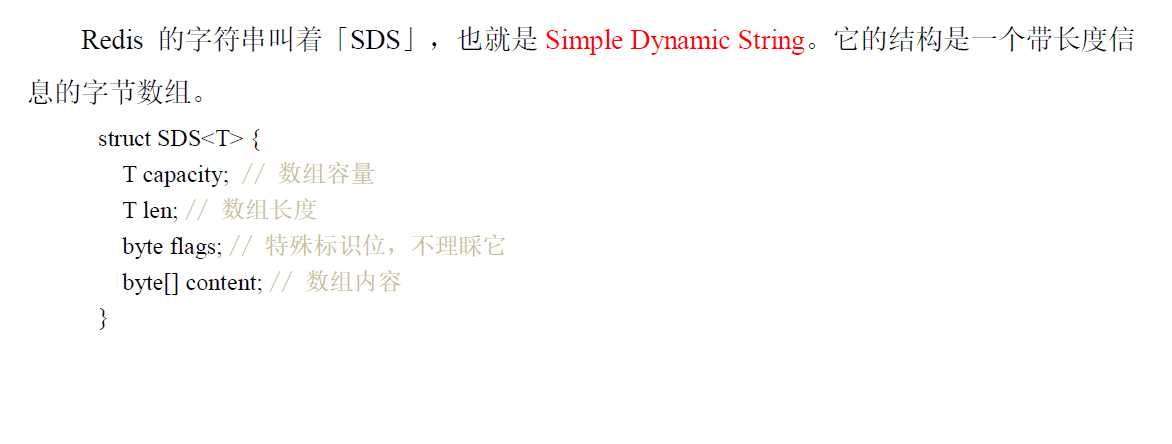 Redis 的字符串叫着「SDS」，也就是 Simple Dynamic String。它的结构是一个带长度信
息的字节数组。
struct SDS<T> {
T capacity; // 数组容量
T len; // 数组长度
byte flags; // 特殊标识位，不理睬它
byte[] content; // 数组内容
}